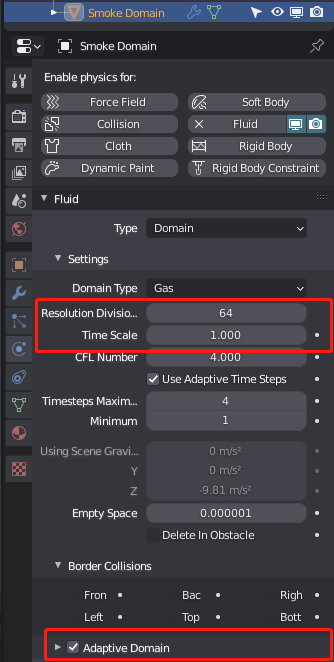 Smoke Domain
Smoke Domain
Enable physics for:
Force Field
Soft Body
Collision
Fluid
Cloth
Rigid Body
Dynamic Paint
Rigid Body Constraint
Fluid
Type Domain
Settings
Domain Type Gas
Resolution Divisio... 64
Time Scale 1.000
CFL Number 4.000
Use Adaptive Time Steps
Timesteps Maxim... 4
Minimum 1
Using Scene Gravi... 0 m/s²
Y 0 m/s²
Z -9.81 m/s²
Empty Space 0.000001
Delete In Obstacle
Border Collisions
Fron Bac Righ
Left Top Bott
Adaptive Domain